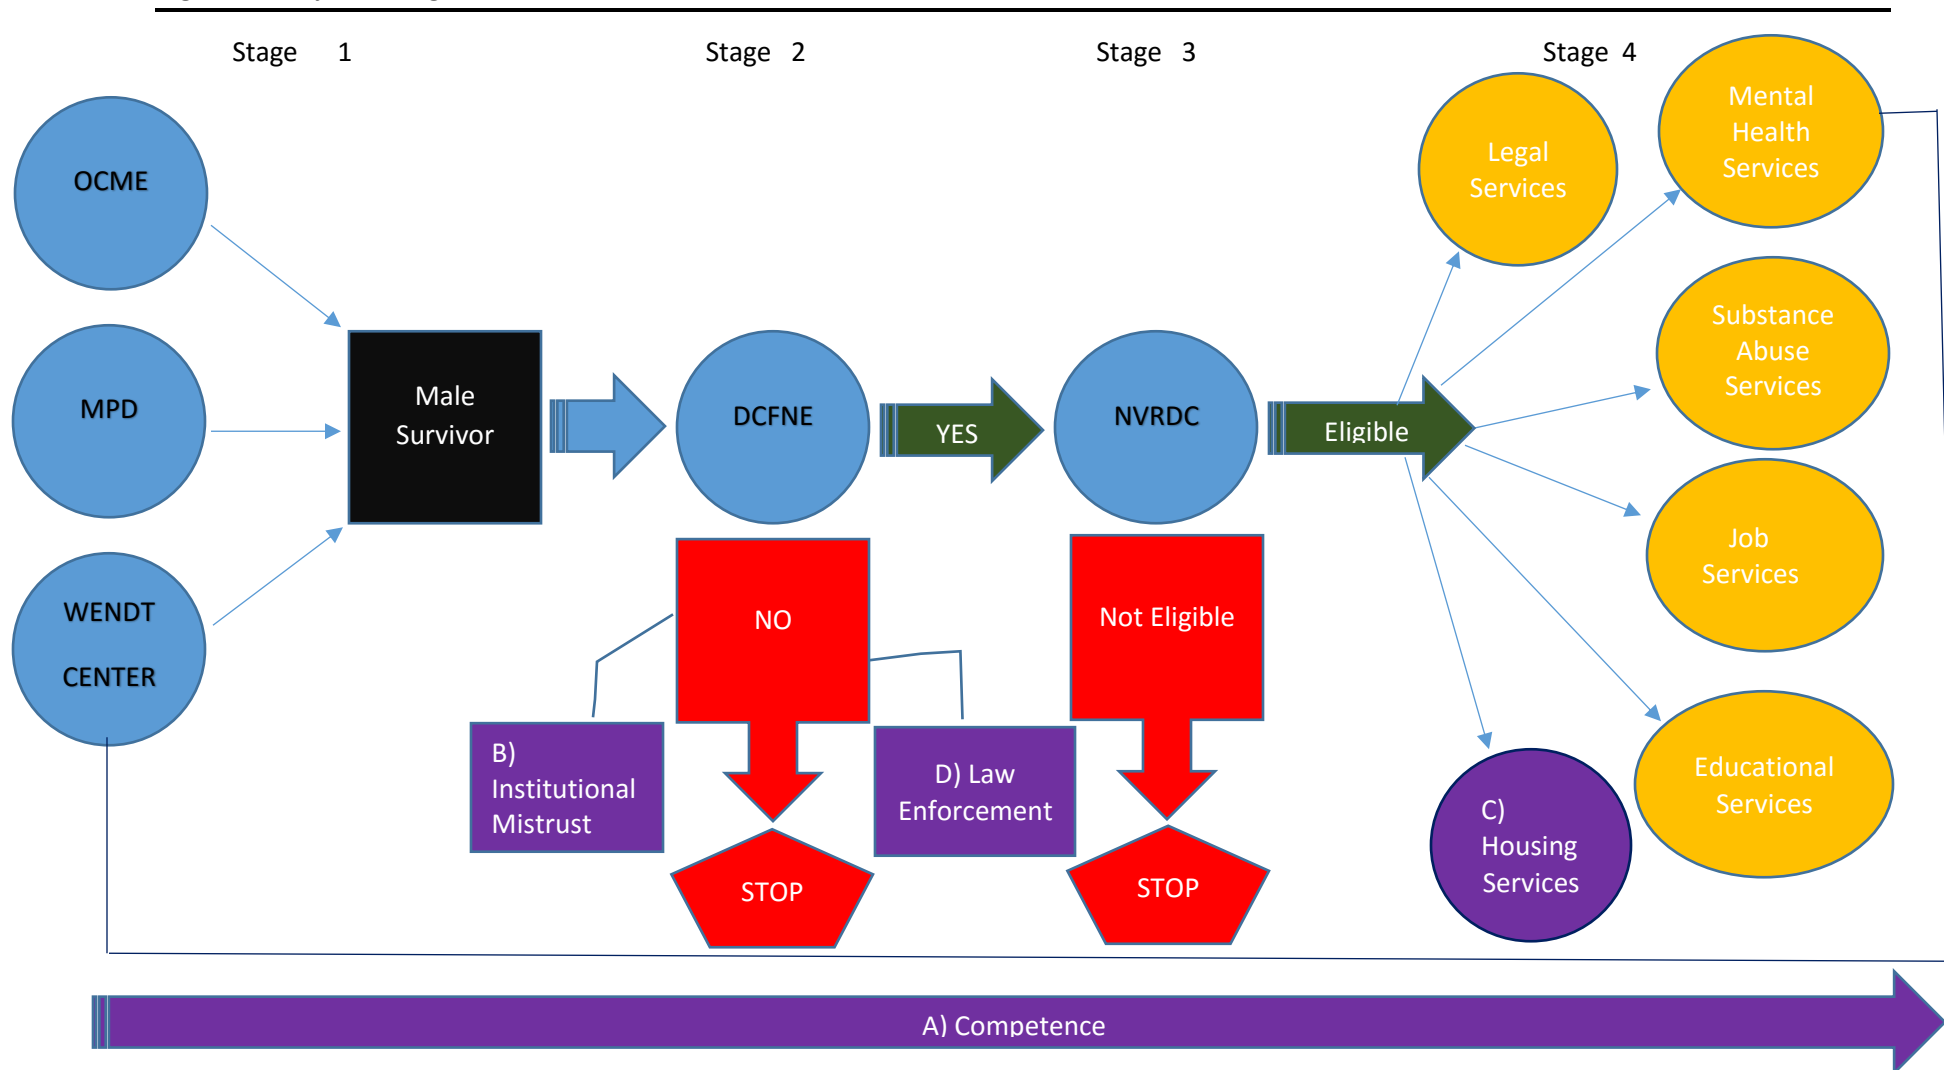 Stage 1
Stage 2
Stage 3
Stage 4
OCME
MPD
WENDT
CENTER
Male
Survivor
DCFNE
YES
NVRDC
Eligible
NO
Not Eligible
B)
Institutional
Mistrust
D) Law
Enforcement
STOP
STOP
Legal
Services
Mental
Health
Services
Substance
Abuse
Services
Job
Services
Educational
Services
C)
Housing
Services
A) Competence